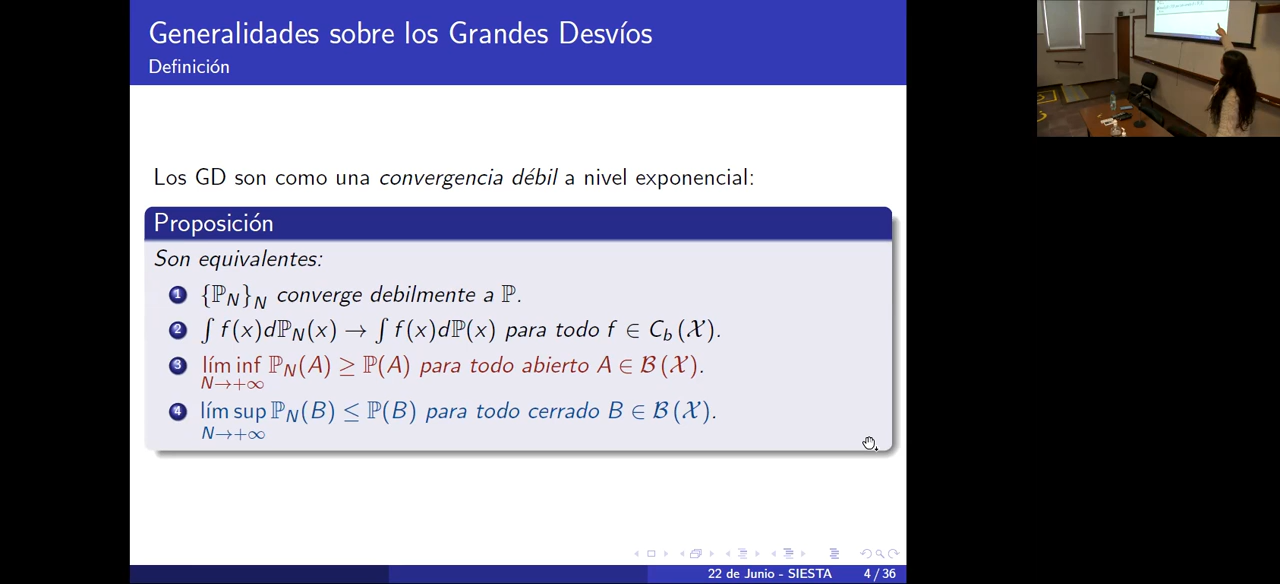 Generalidades sobre los Grandes Desvíos
Definición
Los GD son como una convergencia débil a nivel exponencial:
Proposición
Son equivalentes:
1 {ℙ_N}_N converge debilmente a ℙ.
2 ∫ f(x)dℙ_N(x) → ∫ f(x)dℙ(x) para todo f ∈ C_b(𝒳).
3 lím inf_{N→+∞} ℙ_N(A) ≥ ℙ(A) para todo abierto A ∈ ℬ(𝒳).
4 lím sup_{N→+∞} ℙ_N(B) ≤ ℙ(B) para todo cerrado B ∈ ℬ(𝒳).
22 de Junio - SIESTA 4 / 36